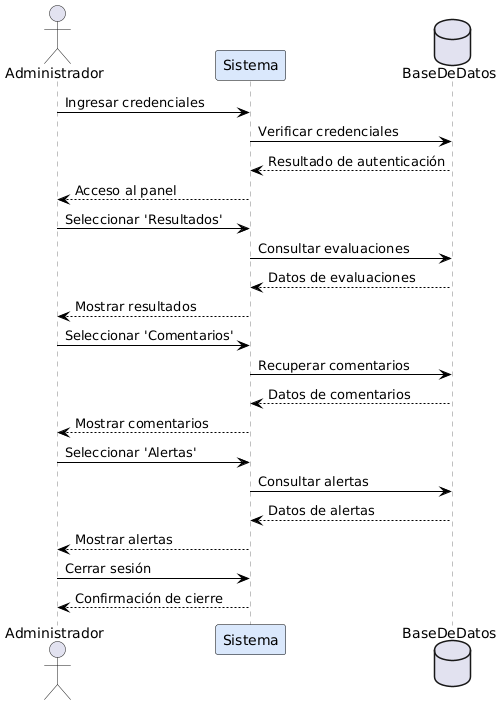 Administrador
Sistema
BaseDeDatos
Ingresar credenciales
Verificar credenciales
Resultado de autenticación
Acceso al panel
Seleccionar 'Resultados'
Consultar evaluaciones
Datos de evaluaciones
Mostrar resultados
Seleccionar 'Comentarios'
Recuperar comentarios
Datos de comentarios
Mostrar comentarios
Seleccionar 'Alertas'
Consultar alertas
Datos de alertas
Mostrar alertas
Cerrar sesión
Confirmación de cierre
Administrador
Sistema
BaseDeDatos